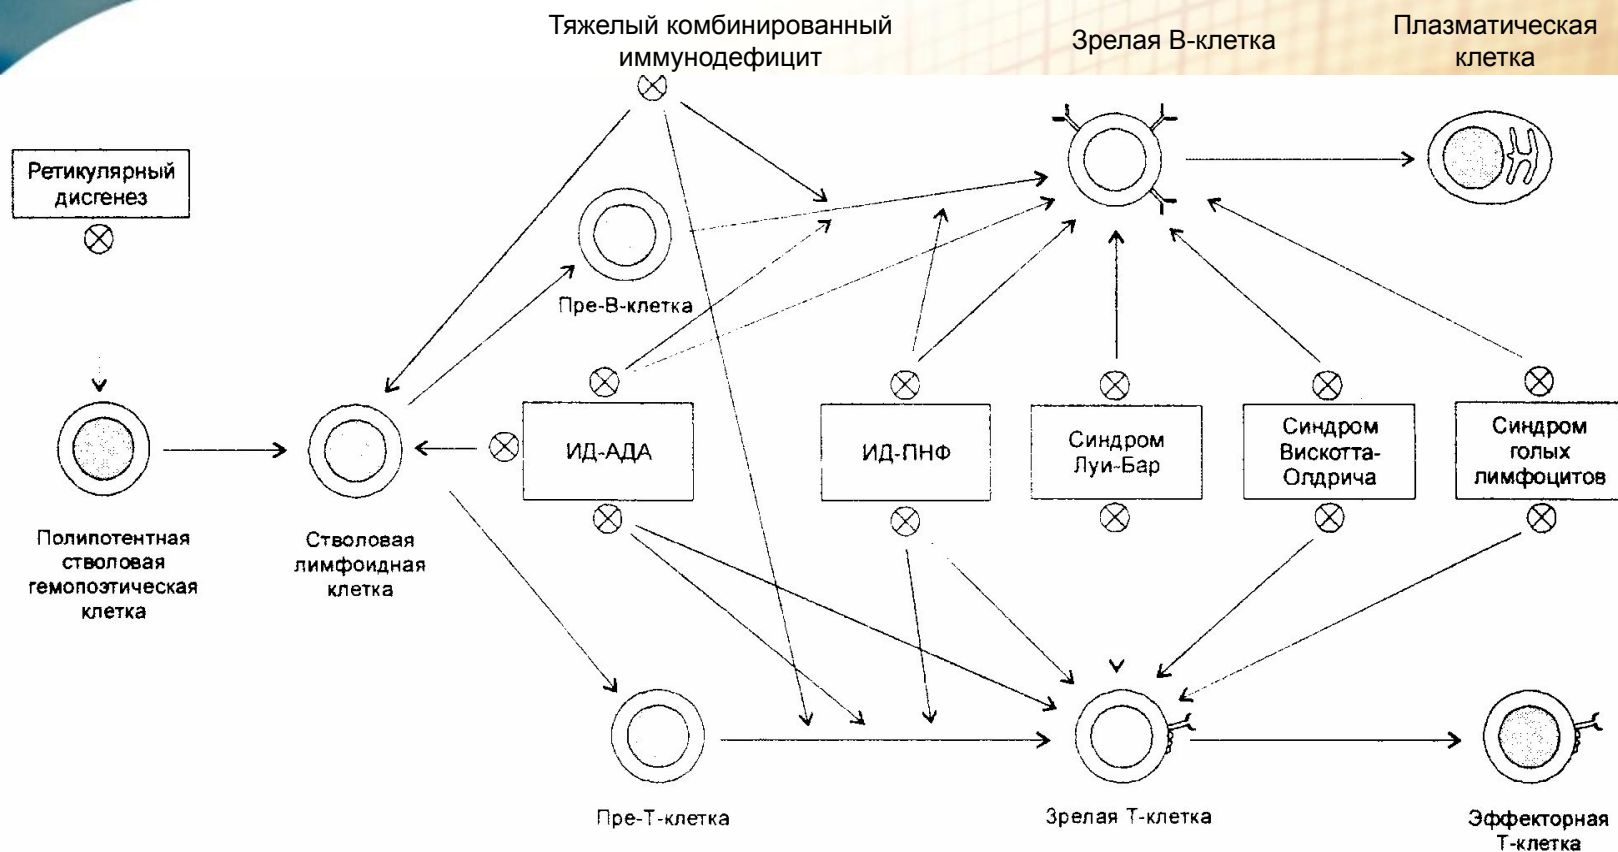 Тяжелый комбинированный
иммунодефицит
Зрелая В-клетка
Плазматическая
клетка
Ретикулярный
дисгенез
Пре-В-клетка
ИД-АДА
ИД-ПНФ
Синдром
Луи-Бар
Синдром
Вискотта-
Олдрича
Синдром
голых
лимфоцитов
Полипотентная
стволовая
гемопоэтическая
клетка
Стволовая
лимфоидная
клетка
Пре-Т-клетка
Зрелая Т-клетка
Эффекторная
Т-клетка